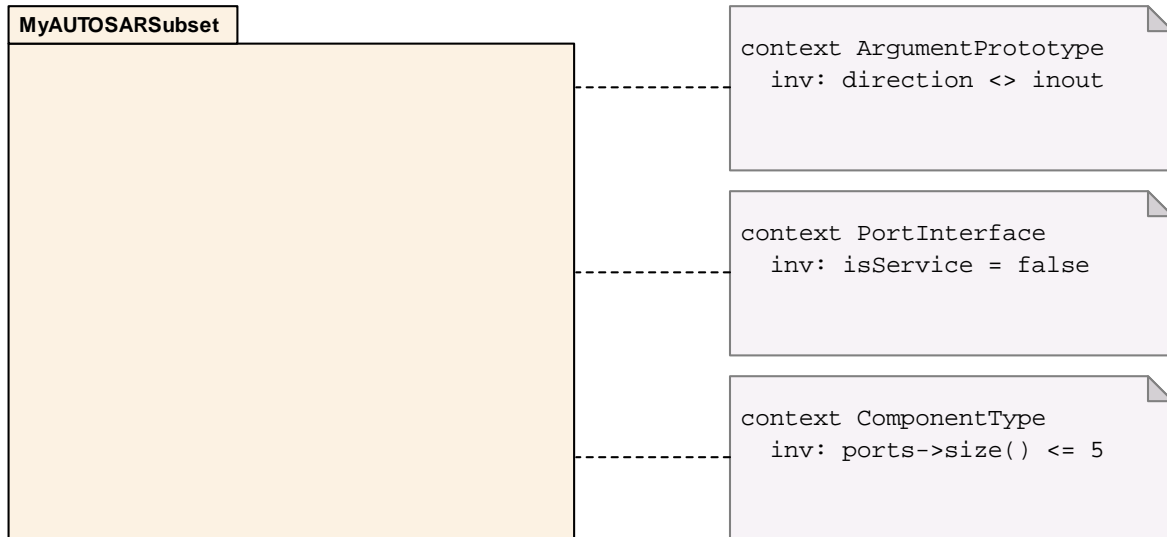 MyAUTOSARSubset
context ArgumentPrototype
inv: direction <> inout
context PortInterface
inv: isService = false
context ComponentType
inv: ports->size() <= 5